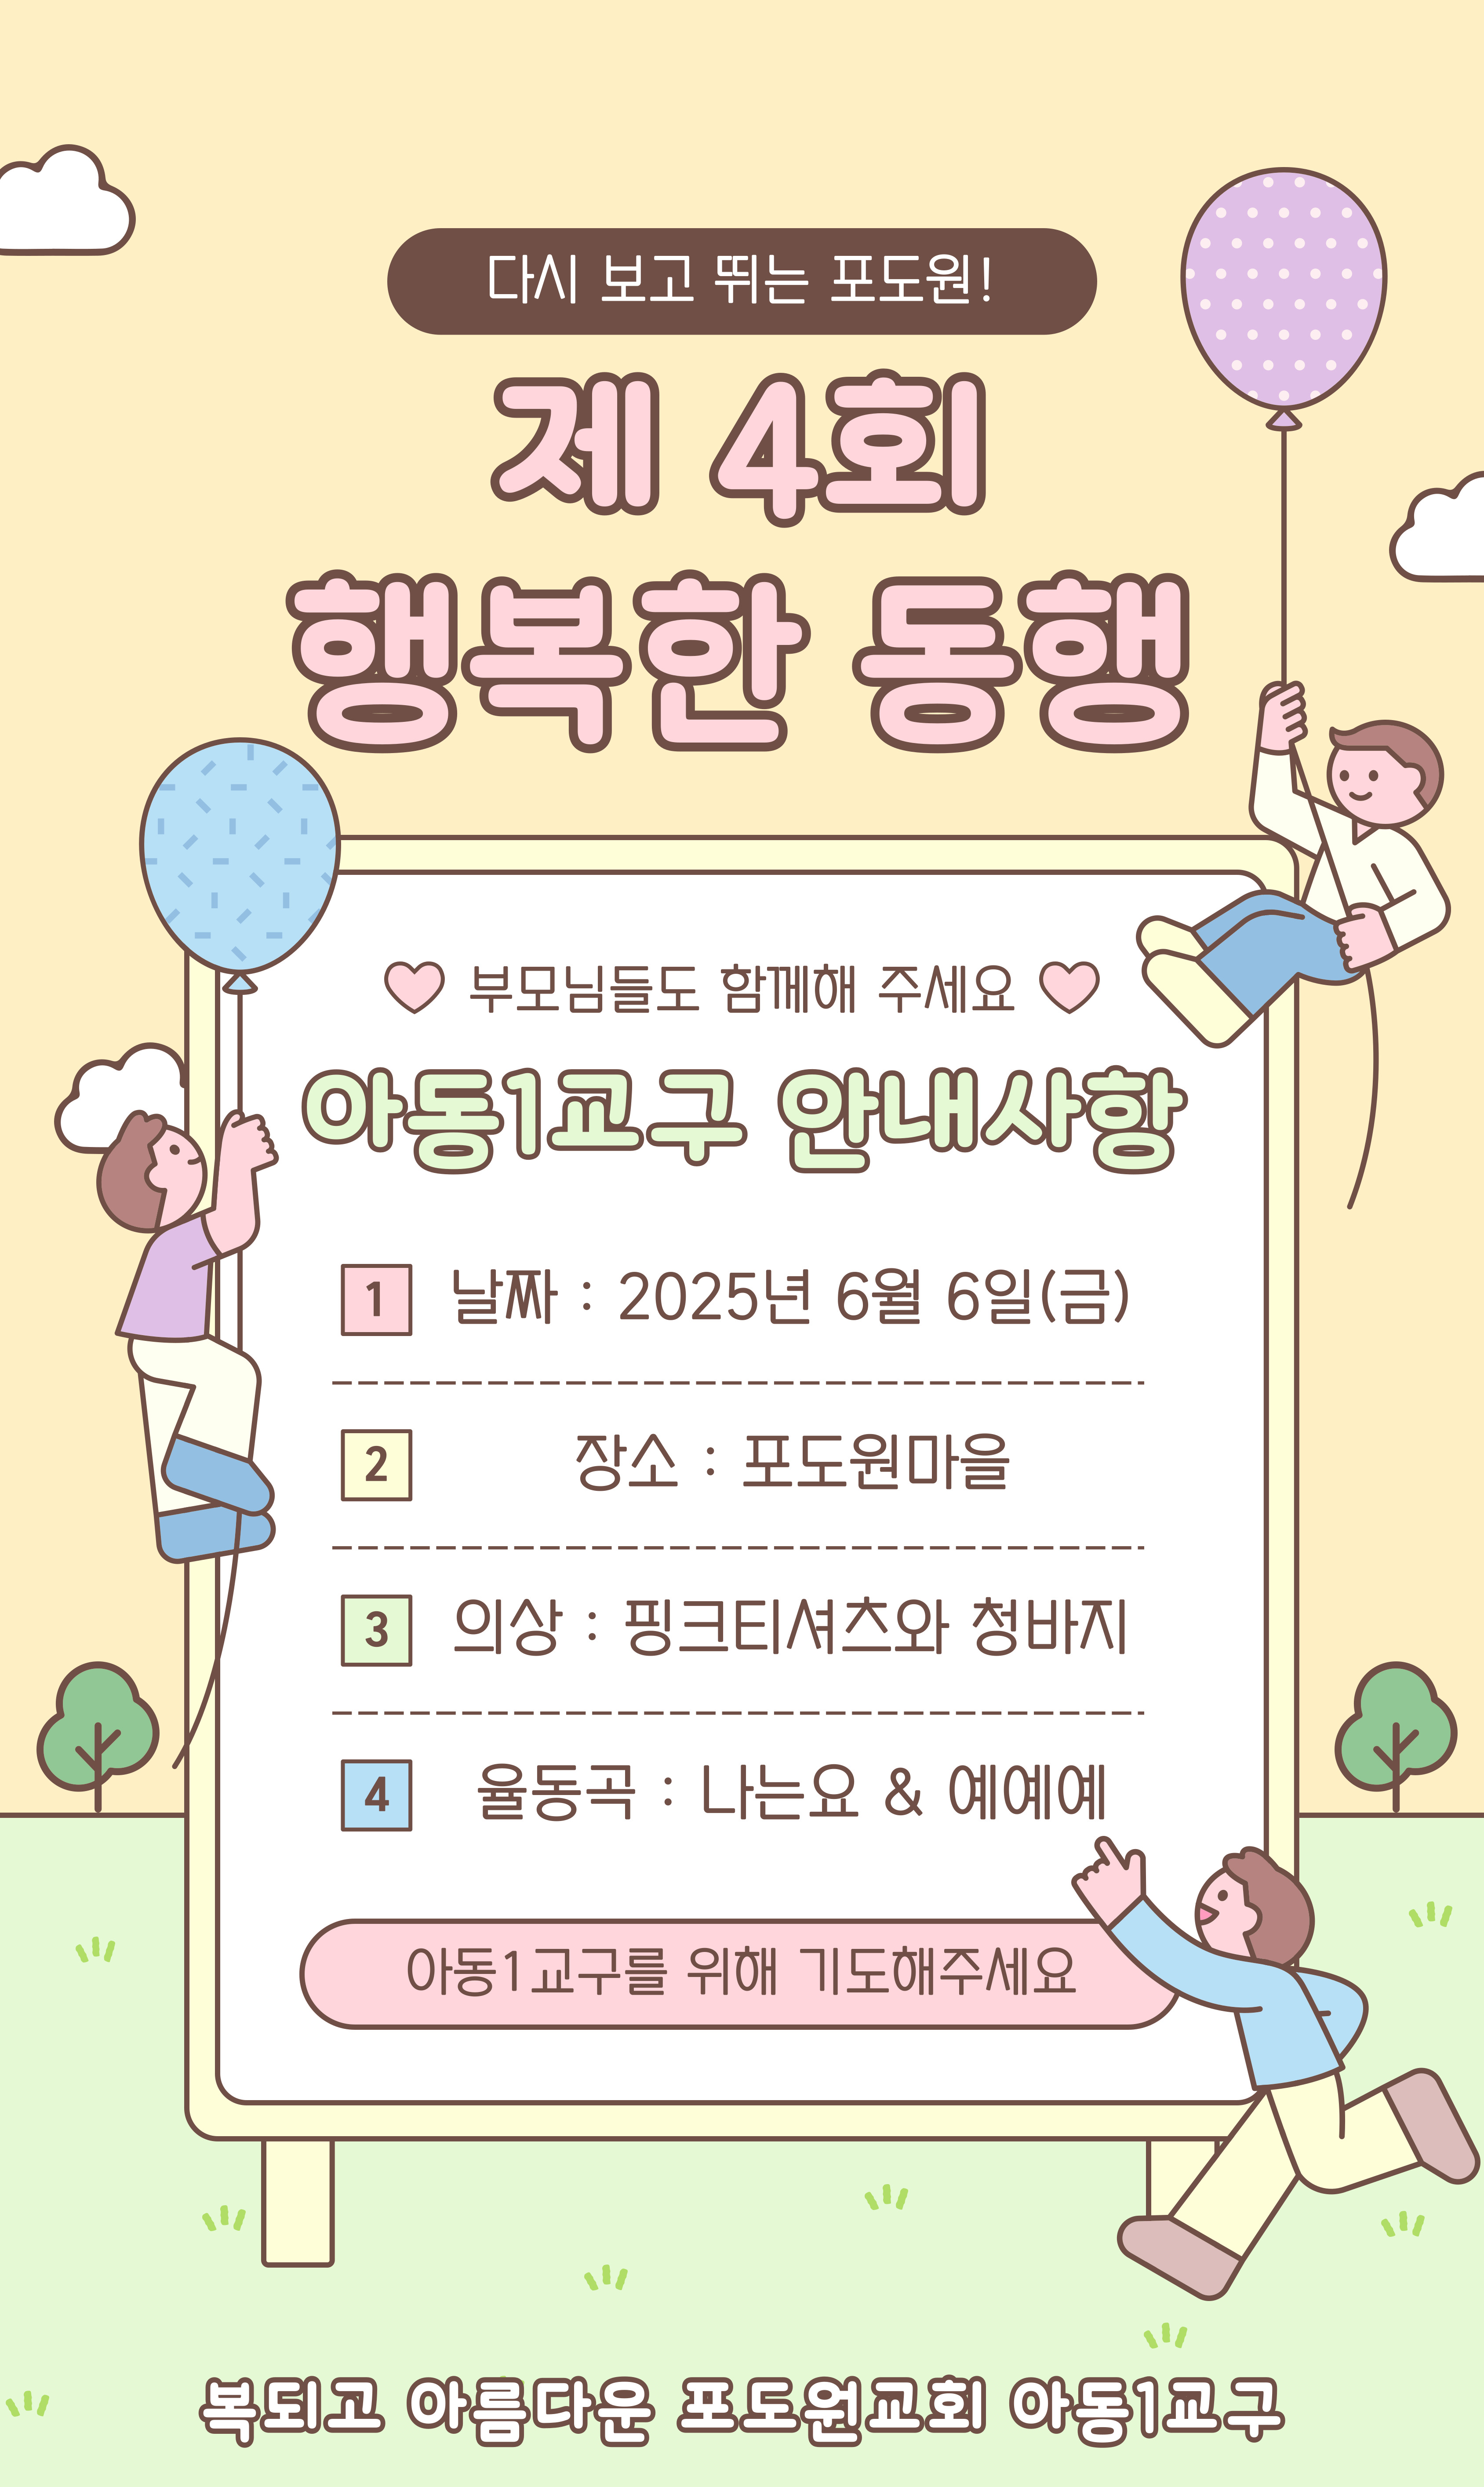 다시 보고 뛰는 포도원!
제 4회
행복한 동행
부모님들도 함께해 주세요
아동1교구 안내사항
1 날짜 : 2025년 6월 6일(금)
2 장소 : 포도원마을
3 의상 : 핑크티셔츠와 청바지
4 율동곡 : 나는요 & 예예예
아동1교구를 위해 기도해주세요
복되고 아름다운 포도원교회 아동1교구